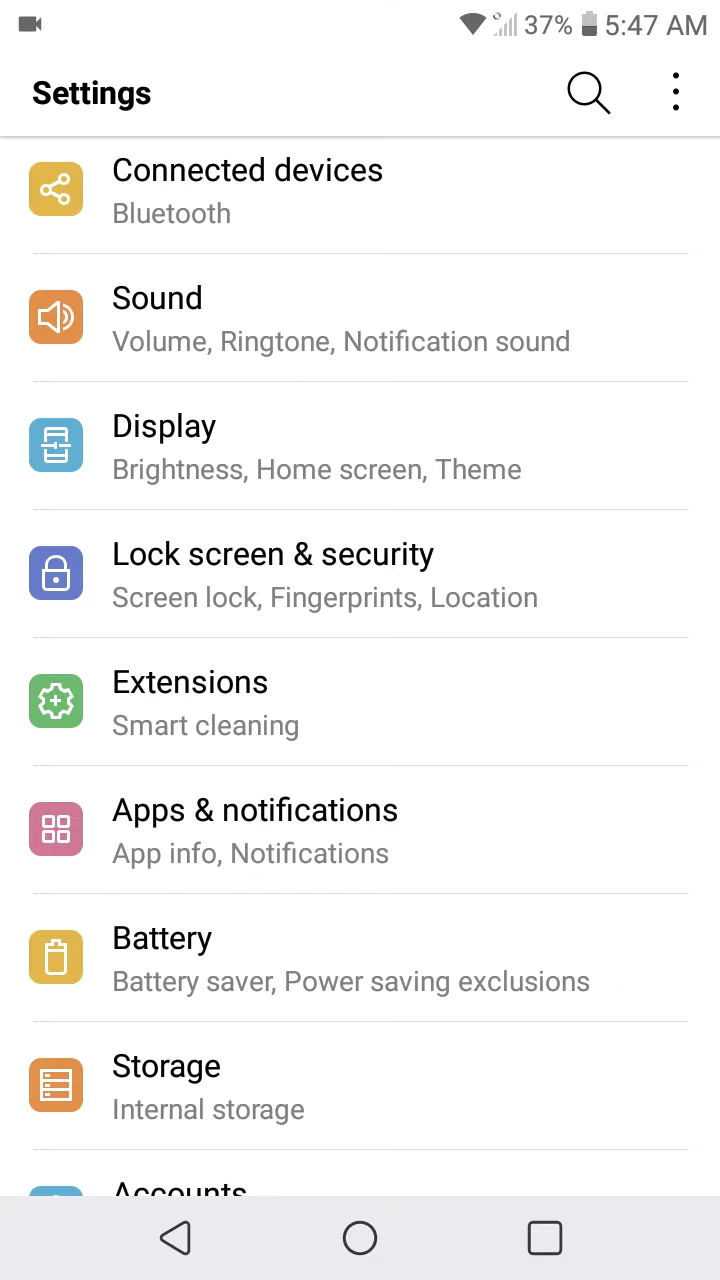 37% 5:47 AM
Settings
Connected devices
Bluetooth
Sound
Volume, Ringtone, Notification sound
Display
Brightness, Home screen, Theme
Lock screen & security
Screen lock, Fingerprints, Location
Extensions
Smart cleaning
Apps & notifications
App info, Notifications
Battery
Battery saver, Power saving exclusions
Storage
Internal storage
Accounts